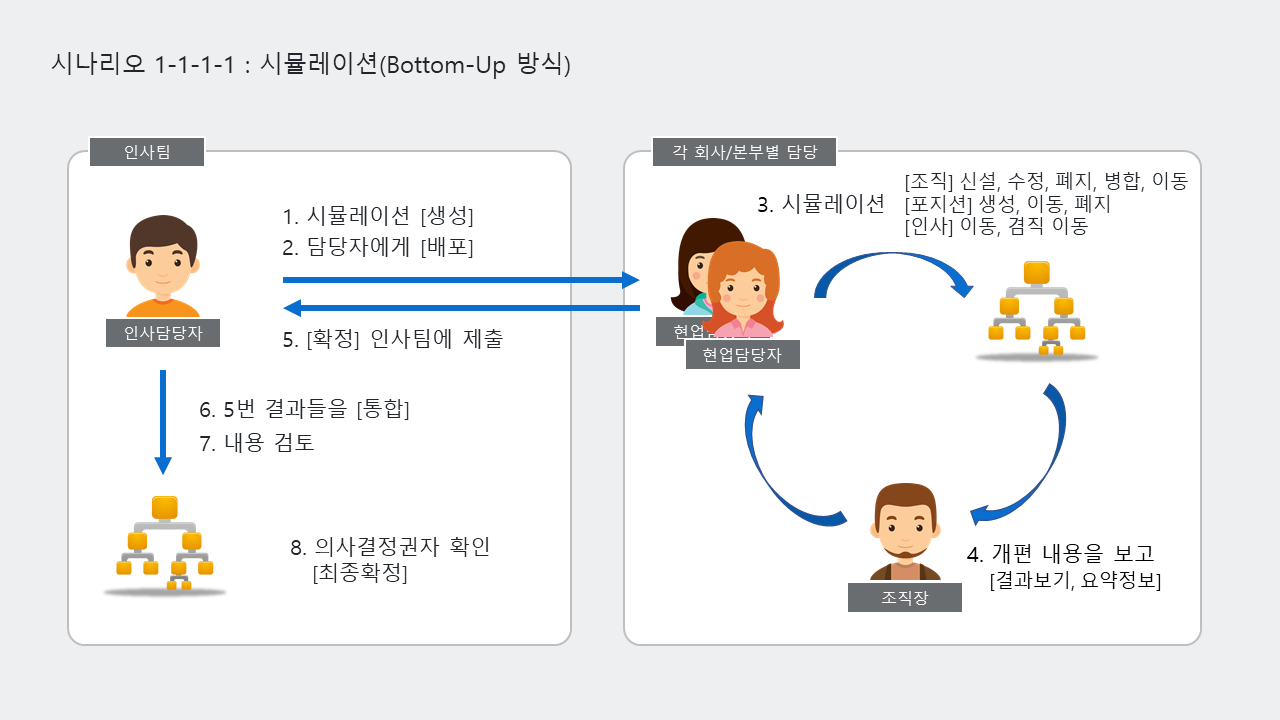 시나리오 1-1-1-1 : 시뮬레이션(Bottom-Up 방식)
인사팀
1. 시뮬레이션 [생성]
2. 담당자에게 [배포]
인사담당자
5. [확정] 인사팀에 제출
6. 5번 결과들을 [통합]
7. 내용 검토
8. 의사결정권자 확인
[최종확정]
각 회사/본부별 담당
3. 시뮬레이션
[조직] 신설, 수정, 폐지, 병합, 이동
[포지션] 생성, 이동, 폐지
[인사] 이동, 겸직 이동
현업담당자
4. 개편 내용을 보고
[결과보기, 요약정보]
조직장